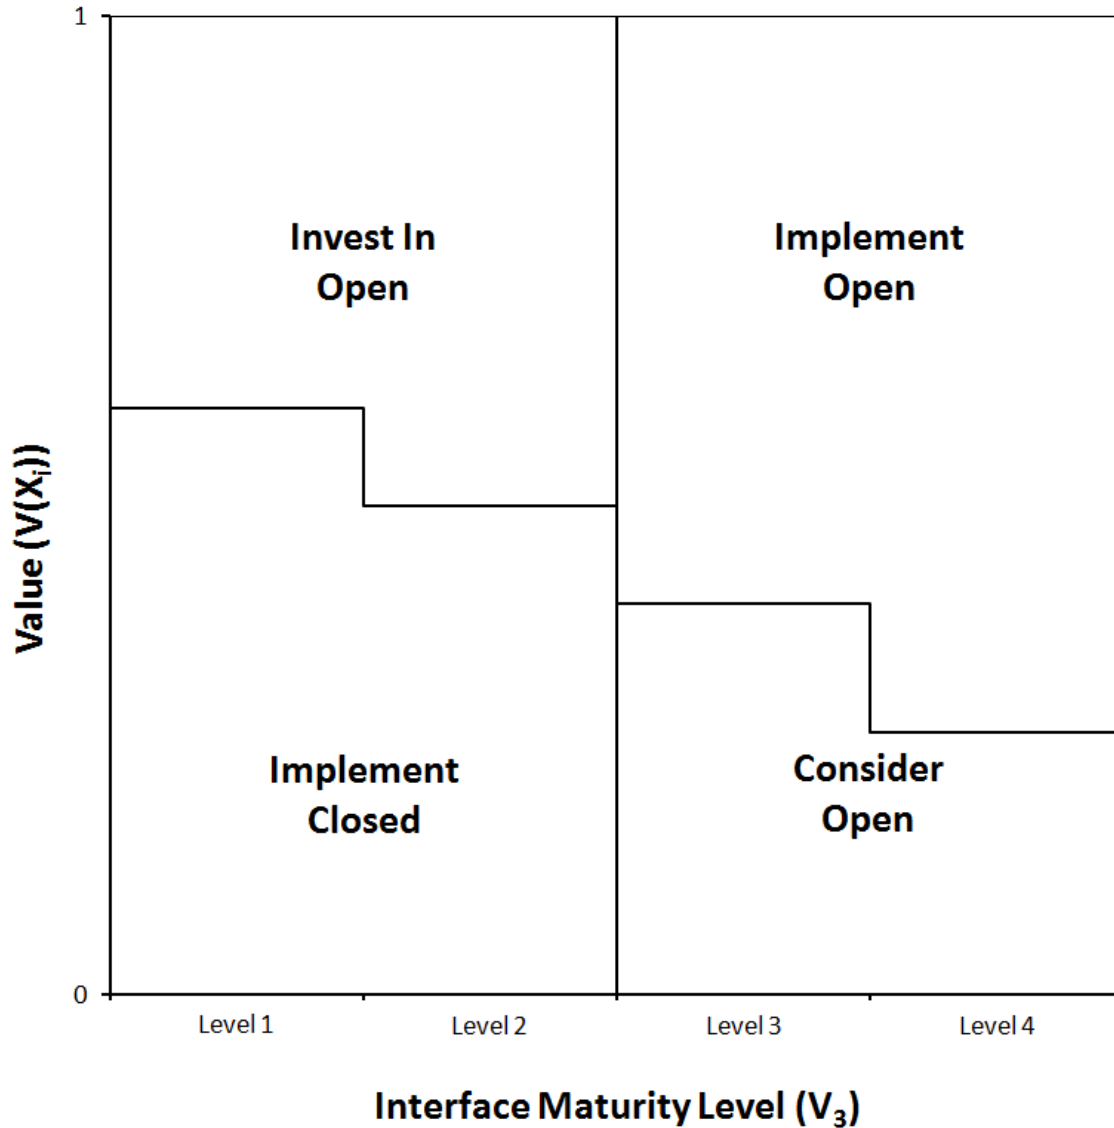 1
Invest In
Open
Implement
Open
Value (V(Xᵢ))
Implement
Closed
Consider
Open
0
Level 1
Level 2
Level 3
Level 4
Interface Maturity Level (V₃)